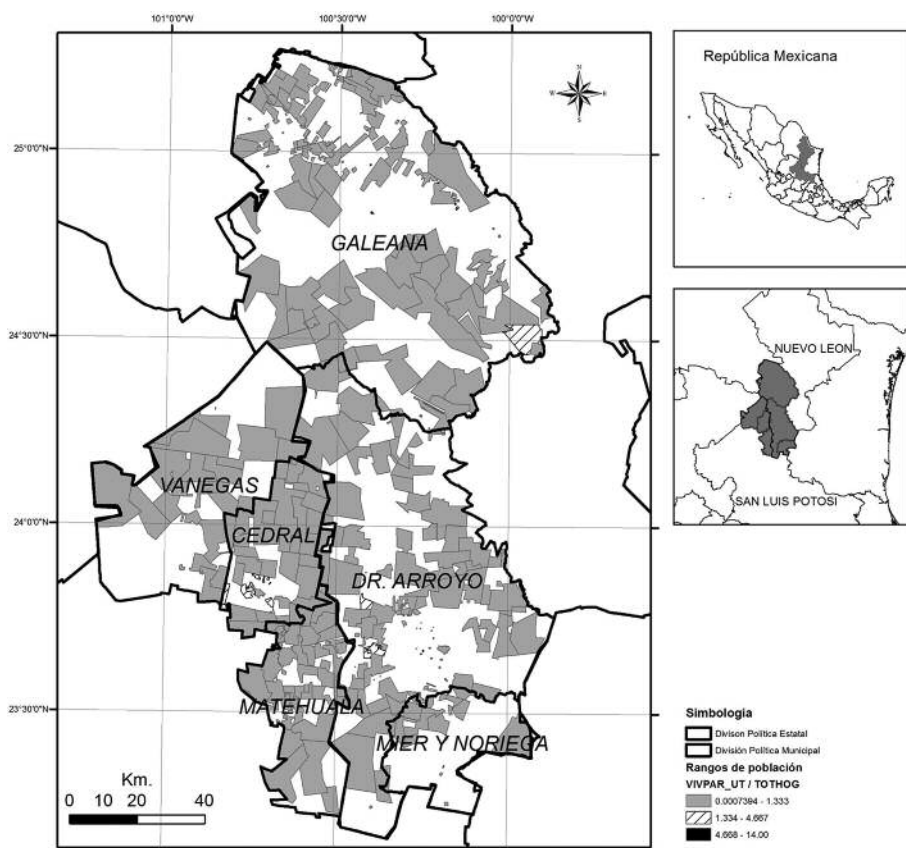 101°0'0"W
100°30'0"W
100°0'0"W
25°0'0"N
24°30'0"N
24°0'0"N
23°30'0"N
N
W
E
S
GALEANA
VANEGAS
CEDRAL
DR. ARROYO
MATEHUALA
MIER Y NORIEGA
Km.
0 10 20 40
República Mexicana
NUEVO LEON
SAN LUIS POTOSI
Simbologia
Divison Política Estatal
División Política Municipal
Rangos de población
VIVPAR_UT / TOTHOG
0.0007394 - 1.333
1.334 - 4.667
4.668 - 14.00